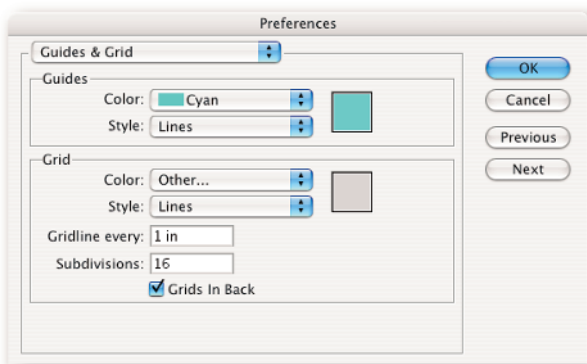 Preferences
Guides & Grid
Guides
Color: Cyan
Style: Lines
Grid
Color: Other...
Style: Lines
Gridline every: 1 in
Subdivisions: 16
Grids In Back
OK
Cancel
Previous
Next